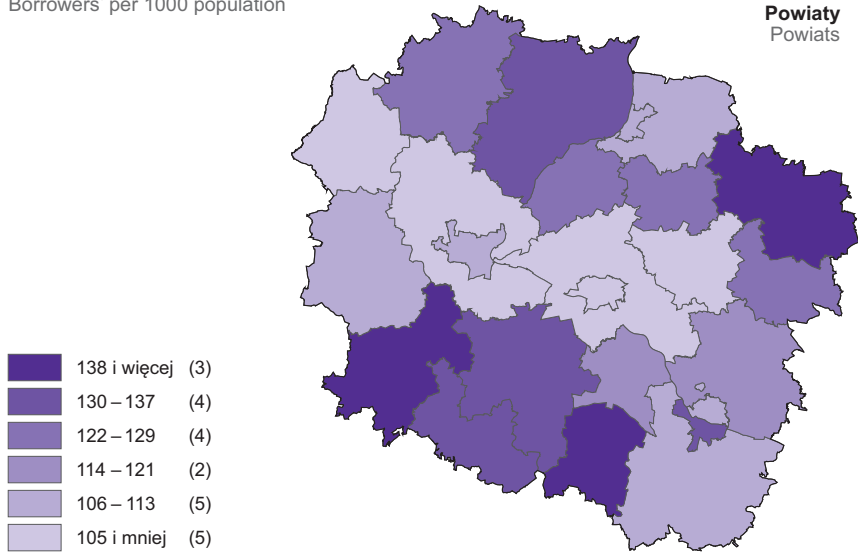 Borrowers per 1000 population
Powiaty
Powiats
138 i więcej (3)
130 – 137 (4)
122 – 129 (4)
114 – 121 (2)
106 – 113 (5)
105 i mniej (5)